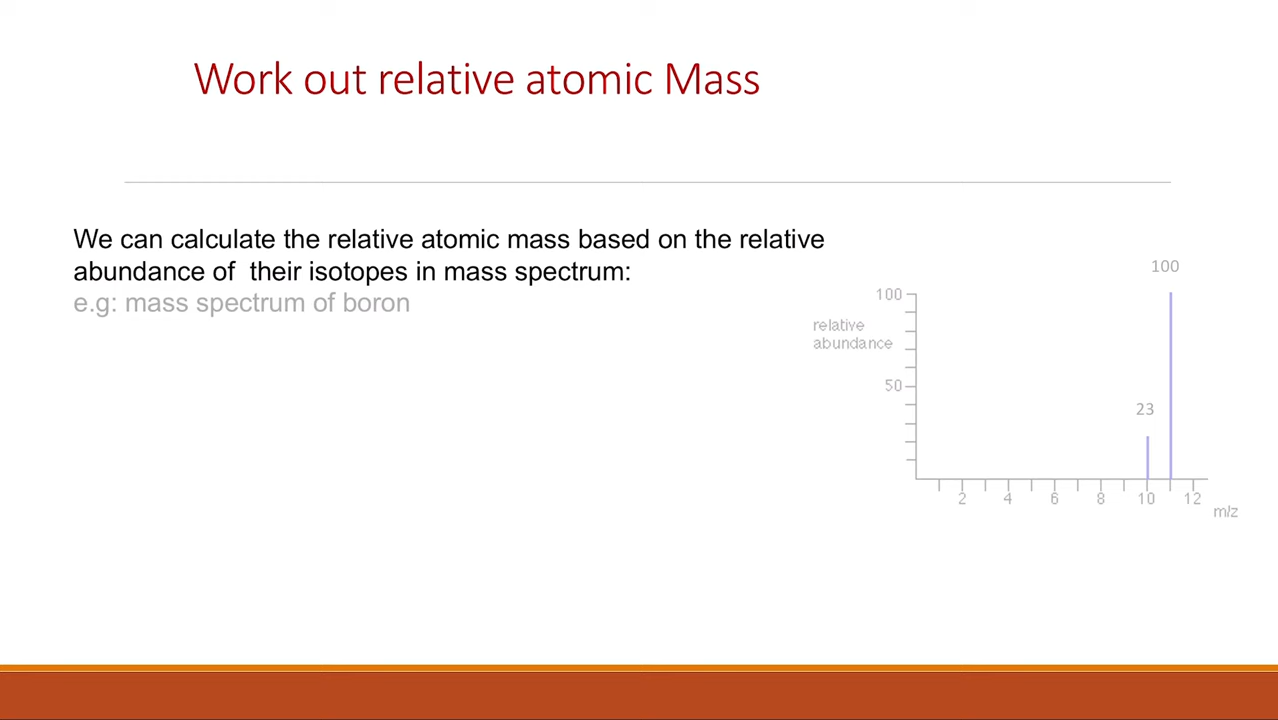 Work out relative atomic Mass
We can calculate the relative atomic mass based on the relative
abundance of  their isotopes in mass spectrum:
e.g: mass spectrum of boron
100
100
relative
abundance
50
23
2 4 6 8 10 12
m/z